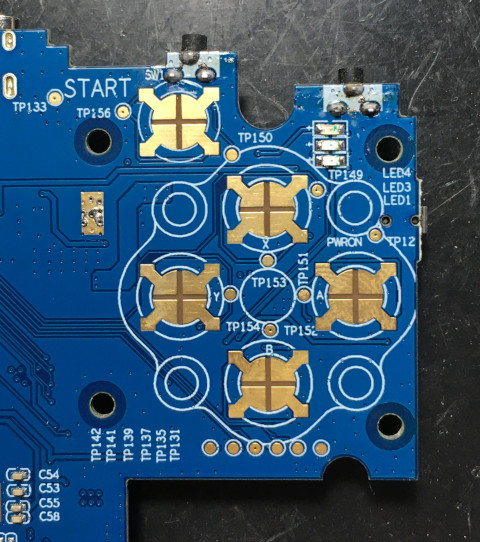 SW1
START
TP133
TP156
TP150
TP149
LED4
LED3
LED1
X
PWRON
TP12
TP151
TP153
Y
A
TP154
TP152
B
TP142
TP141
TP139
TP137
TP135
TP131
C54
C53
C55
C58